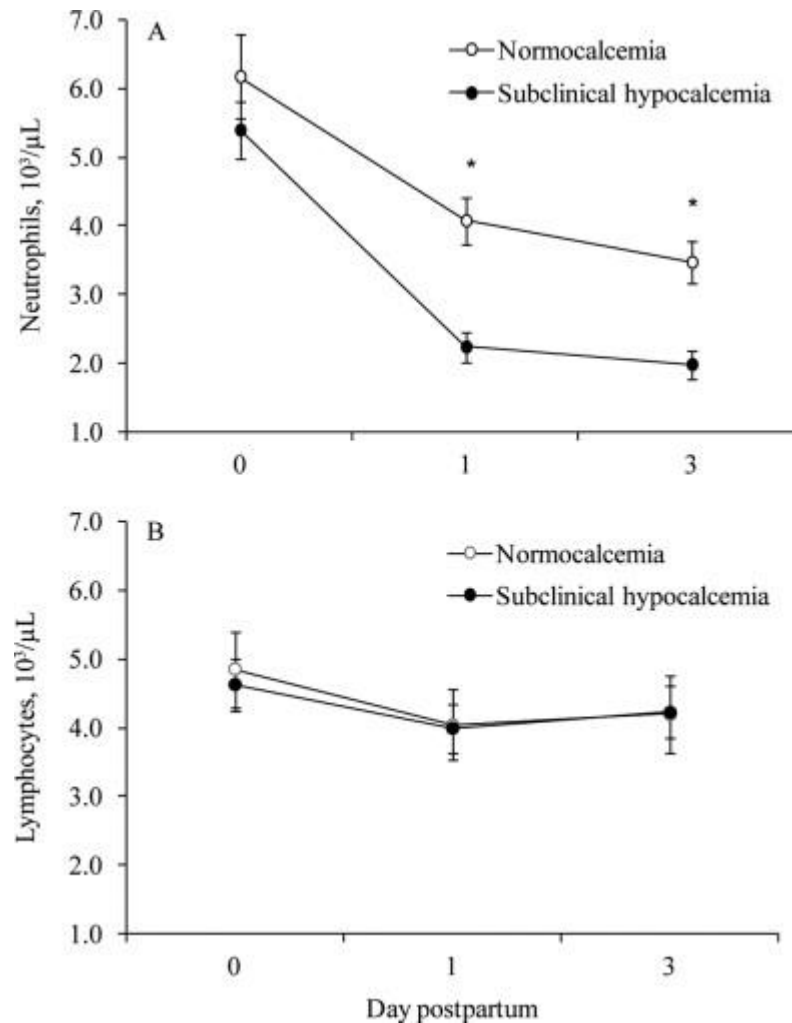 A
Normocalcemia
Subclinical hypocalcemia
*
*
Neutrophils, 10³/µL
7.0
6.0
5.0
4.0
3.0
2.0
1.0
0 1 3
B
Normocalcemia
Subclinical hypocalcemia
Lymphocytes, 10³/µL
7.0
6.0
5.0
4.0
3.0
2.0
1.0
0 1 3
Day postpartum